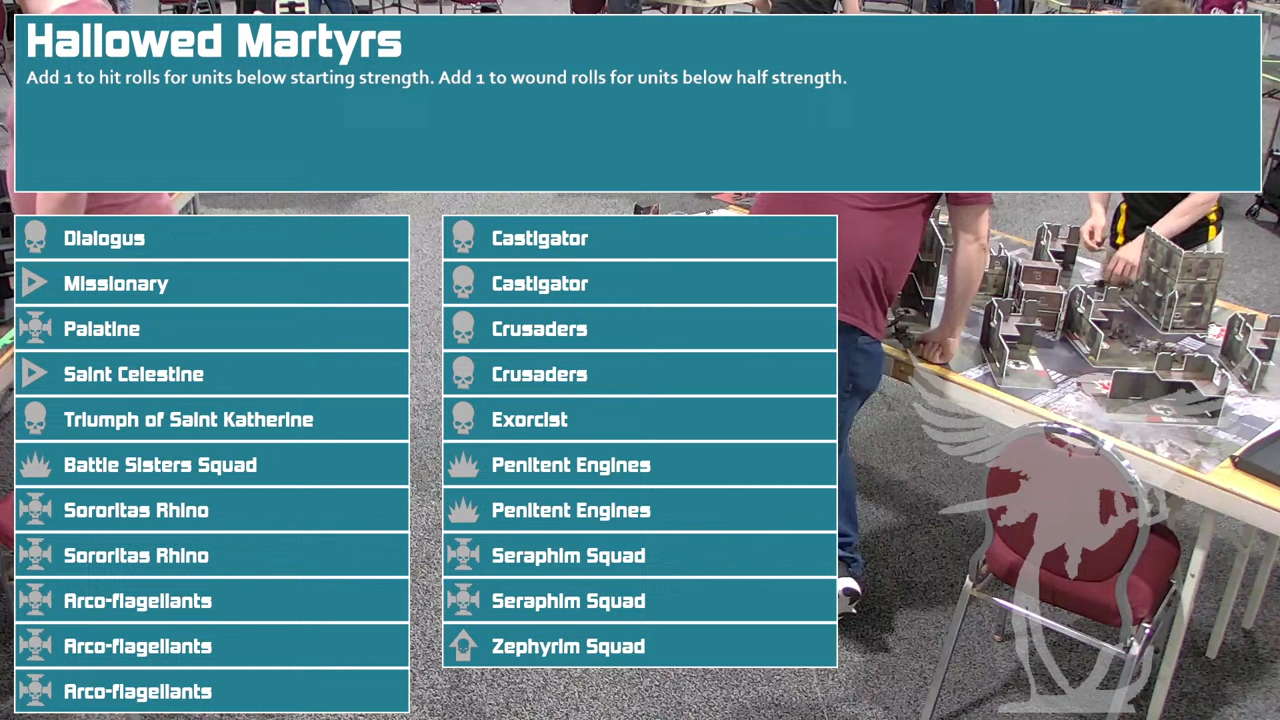 Hallowed Martyrs
Add 1 to hit rolls for units below starting strength. Add 1 to wound rolls for units below half strength.
Dialogus
Missionary
Palatine
Saint Celestine
Triumph of Saint Katherine
Battle Sisters Squad
Sororitas Rhino
Sororitas Rhino
Arco-flagellants
Arco-flagellants
Arco-flagellants
Castigator
Castigator
Crusaders
Crusaders
Exorcist
Penitent Engines
Penitent Engines
Seraphim Squad
Seraphim Squad
Zephyrim Squad